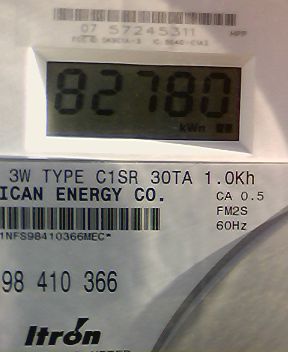 07 57245311
HPP
82780
kWh
3W TYPE C1SR 30TA 1.0Kh
ICAN ENERGY CO.
CA 0.5
FM2S
60Hz
1NFS98410366MEC*
98 410 366
Itron